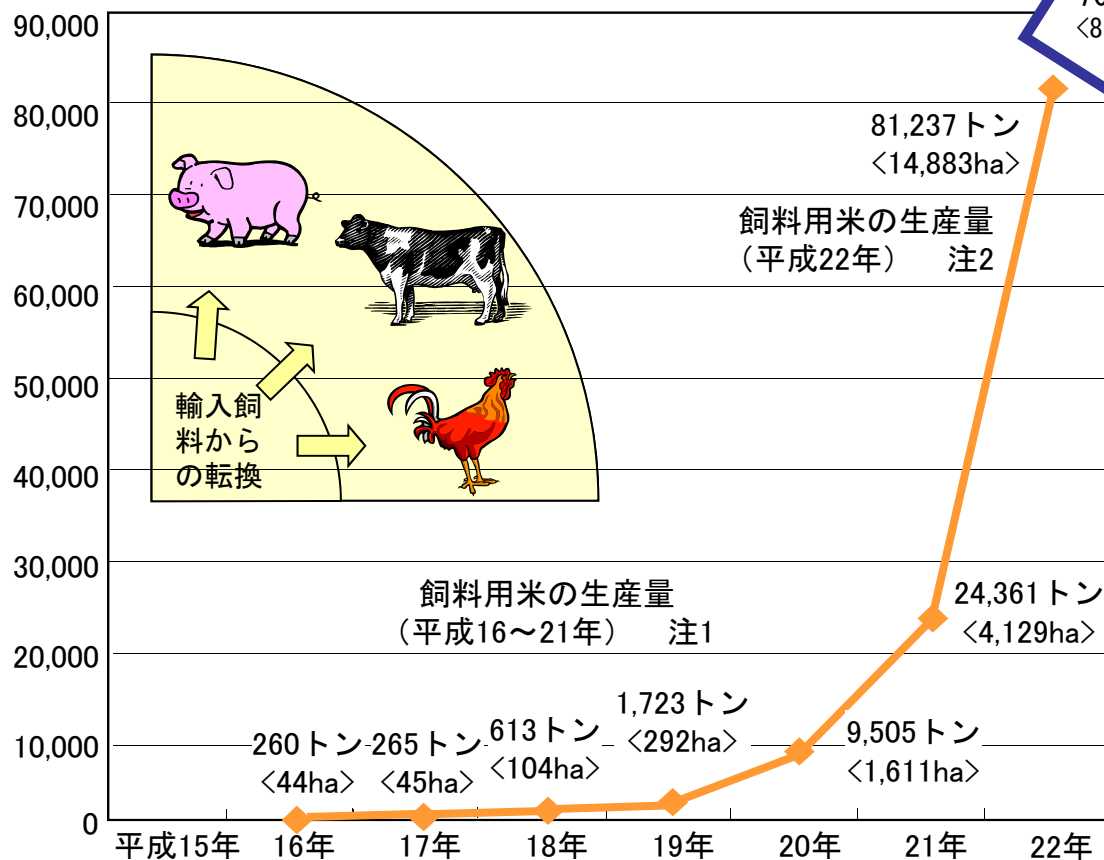 90,000
80,000
70,000
60,000
50,000
40,000
30,000
20,000
10,000
0
81,237トン
<14,883ha>
飼料用米の生産量
(平成22年) 注2
輸入飼
料から
の転換
飼料用米の生産量
(平成16~21年) 注1
260トン
<44ha>
265トン
<45ha>
613トン
<104ha>
1,723トン
<292ha>
9,505トン
<1,611ha>
24,361トン
<4,129ha>
平成15年 16年 17年 18年 19年 20年 21年 22年